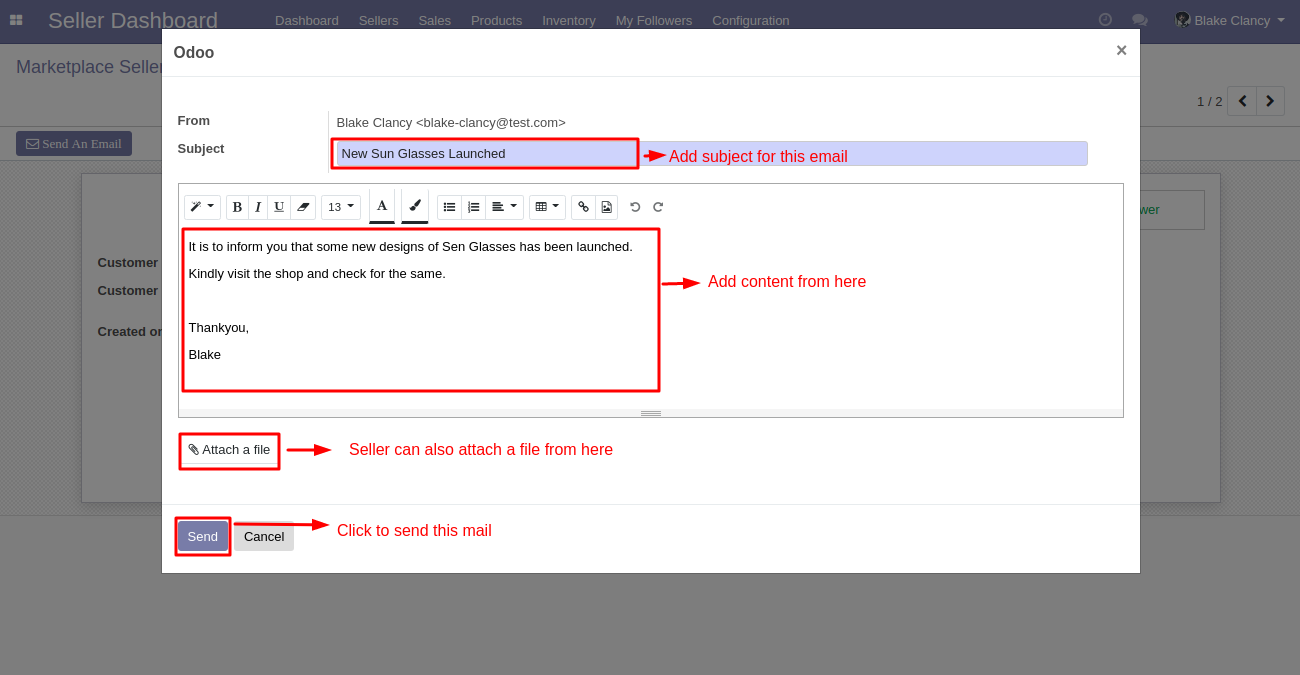 Seller Dashboard Dashboard Sellers Sales Products Inventory My Followers Configuration Blake Clancy
Odoo ×
Marketplace Seller
1 / 2
From Blake Clancy <blake-clancy@test.com>
Send An Email
Subject New Sun Glasses Launched Add subject for this email
B I U 13 A
It is to inform you that some new designs of Sen Glasses has been launched.
Customer
Kindly visit the shop and check for the same.
Add content from here
Customer
Created on
Thankyou,
Blake
Attach a file Seller can also attach a file from here
Send Cancel Click to send this mail